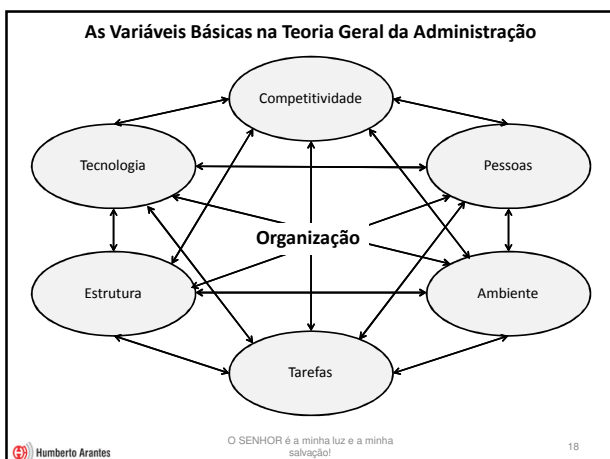 As Variáveis Básicas na Teoria Geral da Administração
Competitividade
Tecnologia
Pessoas
Organização
Estrutura
Ambiente
Tarefas
Humberto Arantes
O SENHOR é a minha luz e a minha
salvação!
18